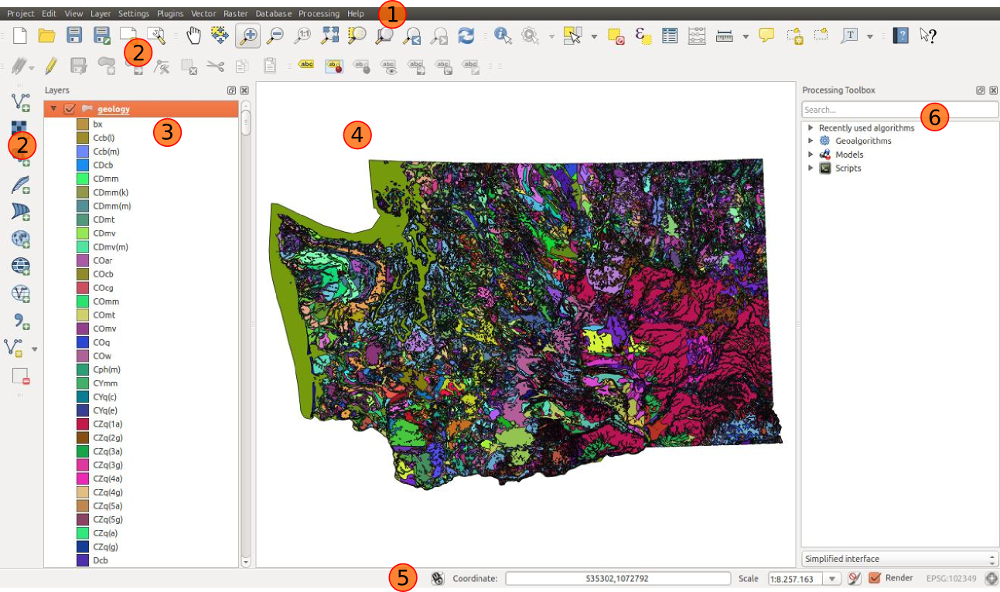 Project Edit View Layer Settings Plugins Vector Raster Database Processing Help
1
2
2
Layers
geology
bx
Ccb(l)
Ccb(m)
CDcb
CDmm
CDmm(k)
CDmm(m)
CDmt
CDmv
CDmv(m)
COar
COcb
COcg
COmm
COmt
COmv
COq
COw
Cph(m)
CYmm
CYq(c)
CYq(e)
CZq(1a)
CZq(2g)
CZq(3a)
CZq(3g)
CZq(4a)
CZq(4g)
CZq(5a)
CZq(5g)
CZq(a)
CZq(g)
Dcb
3
4
Processing Toolbox
Search...
6
Recently used algorithms
Geoalgorithms
Models
Scripts
Simplified interface
5
Coordinate: 535302,1072792 Scale 1:8.257.163 Render EPSG:102349